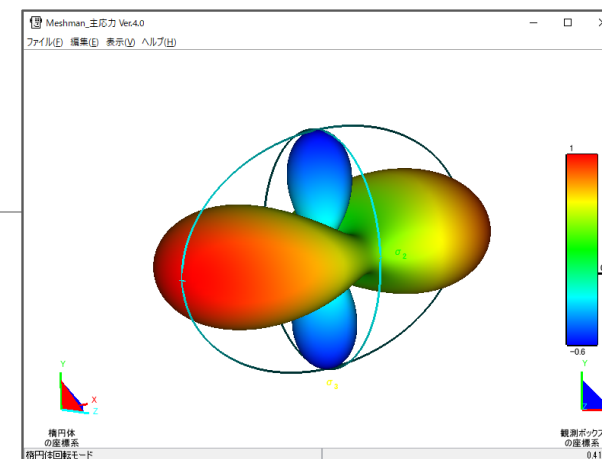 Meshman_主応力 Ver.4.0
ファイル(F) 編集(E) 表示(V) ヘルプ(H)
1
σ2
-0.6
σ3
Y
X
Z
Y
楕円体
の座標系
観測ボックス
の座標系
楕円体回転モード
0.41